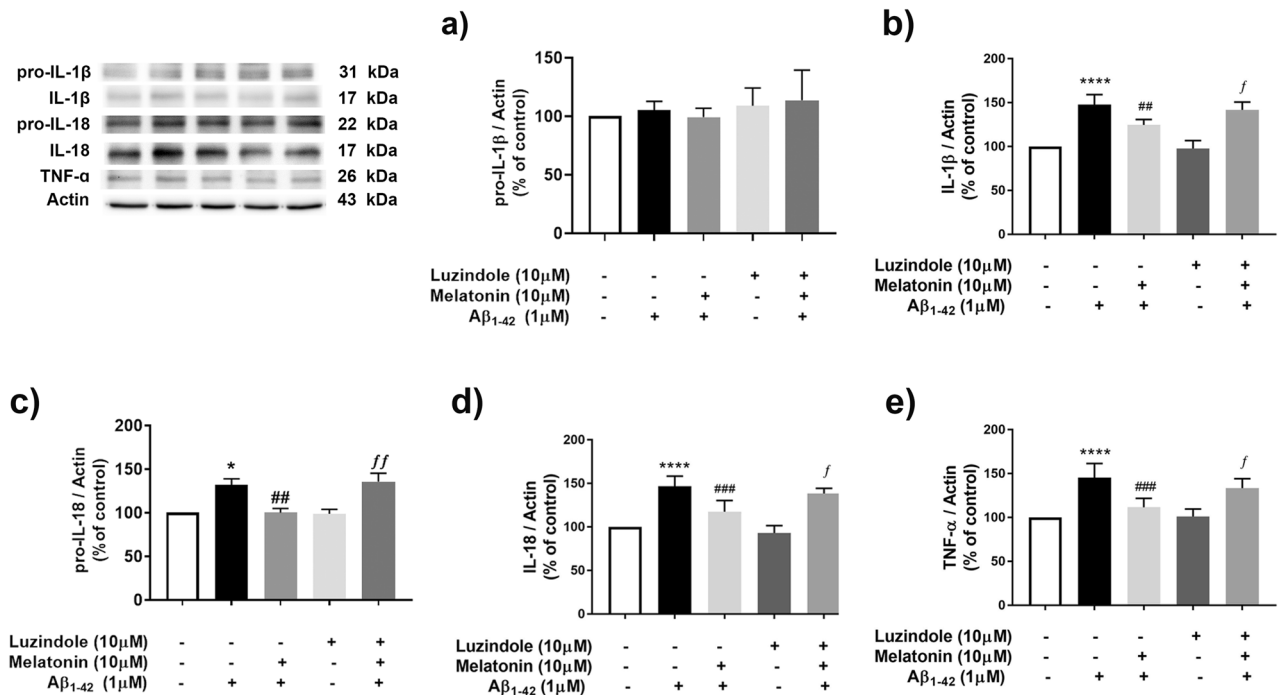 pro-IL-1β 31 kDa
IL-1β 17 kDa
pro-IL-18 22 kDa
IL-18 17 kDa
TNF-α 26 kDa
Actin 43 kDa
a)
pro-IL-1β / Actin
(% of control)
150
100
50
0
Luzindole (10μM) - - - + +
Melatonin (10μM) - - + - +
Aβ1-42 (1μM) - + + - +
b)
IL-1β / Actin
(% of control)
200
150
100
50
0
**** ## ƒ
Luzindole (10μM) - - - + +
Melatonin (10μM) - - + - +
Aβ1-42 (1μM) - + + - +
c)
pro-IL-18 / Actin
(% of control)
200
150
100
50
0
* ## ƒƒ
Luzindole (10μM) - - - + +
Melatonin (10μM) - - + - +
Aβ1-42 (1μM) - + + - +
d)
IL-18 / Actin
(% of control)
200
150
100
50
0
**** ### ƒ
Luzindole (10μM) - - - + +
Melatonin (10μM) - - + - +
Aβ1-42 (1μM) - + + - +
e)
TNF-α / Actin
(% of control)
200
150
100
50
0
**** ### ƒ
Luzindole (10μM) - - - + +
Melatonin (10μM) - - + - +
Aβ1-42 (1μM) - + + - +